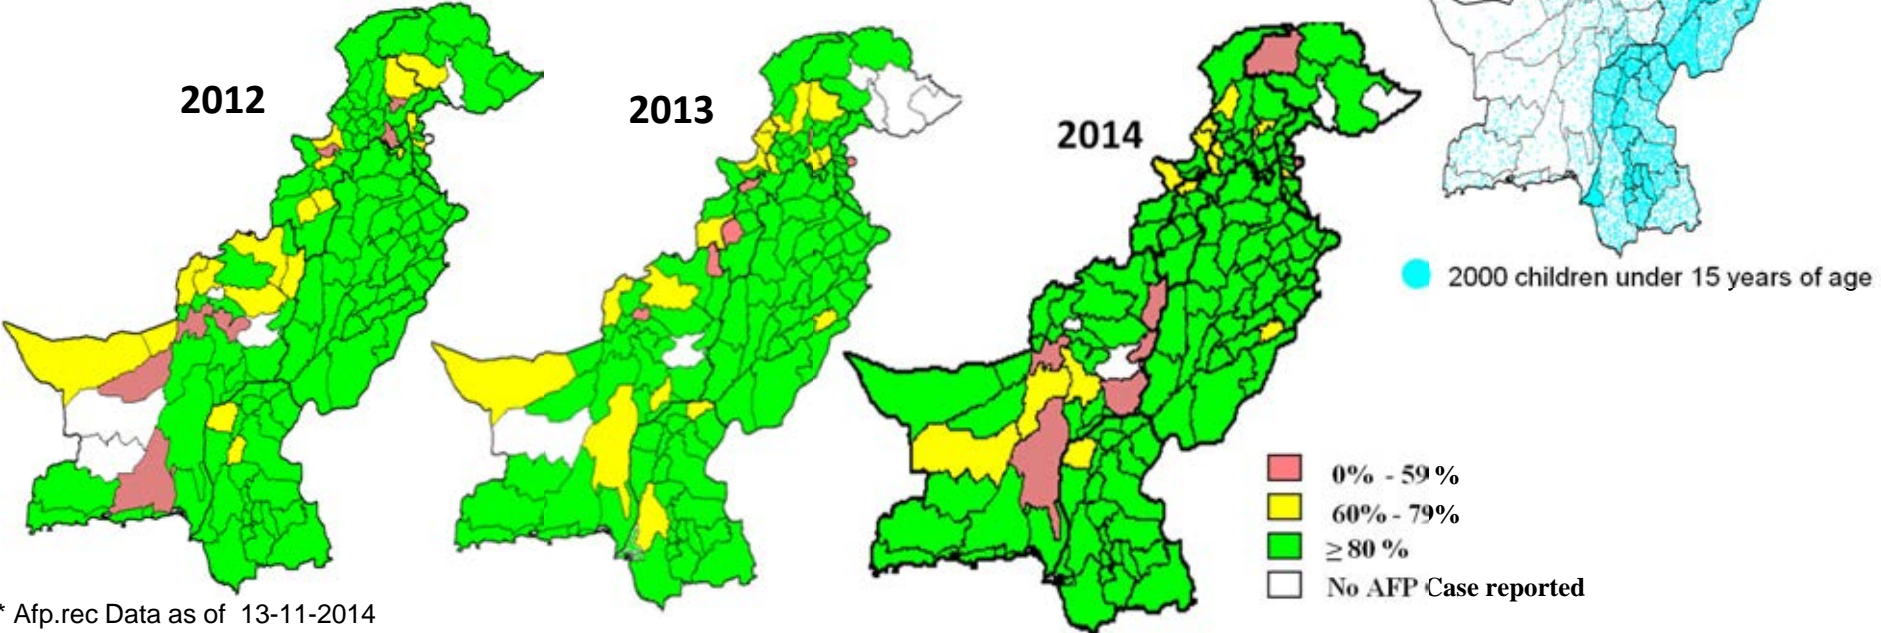 2012
2013
2014
2000 children under 15 years of age
0% - 59 %
60% - 79%
≥ 80 %
No AFP Case reported
* Afp.rec Data as of 13-11-2014